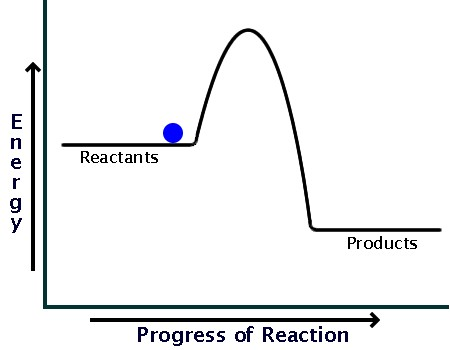 Energy
Reactants
Products
Progress of Reaction